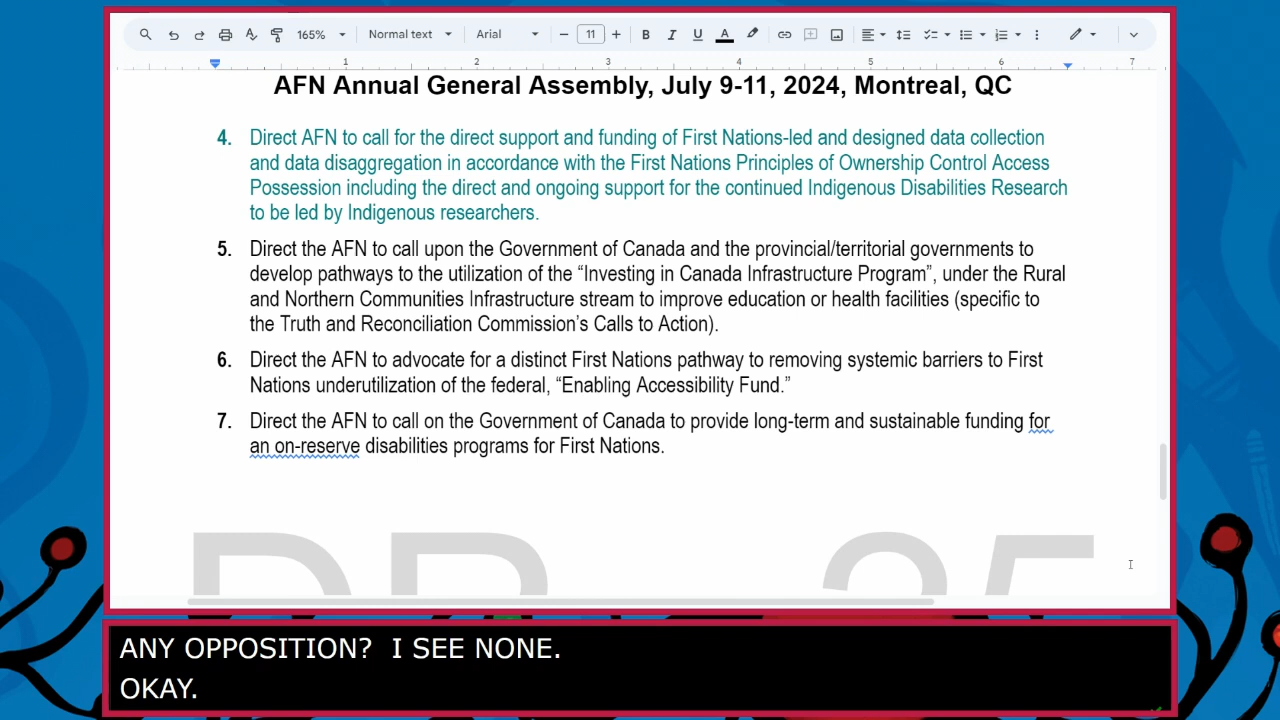 165%
Normal text
Arial
11
B I U A
1 2 3 4 5 6 7
AFN Annual General Assembly, July 9-11, 2024, Montreal, QC
4. Direct AFN to call for the direct support and funding of First Nations-led and designed data collection
and data disaggregation in accordance with the First Nations Principles of Ownership Control Access
Possession including the direct and ongoing support for the continued Indigenous Disabilities Research
to be led by Indigenous researchers.
5. Direct the AFN to call upon the Government of Canada and the provincial/territorial governments to
develop pathways to the utilization of the “Investing in Canada Infrastructure Program”, under the Rural
and Northern Communities Infrastructure stream to improve education or health facilities (specific to
the Truth and Reconciliation Commission’s Calls to Action).
6. Direct the AFN to advocate for a distinct First Nations pathway to removing systemic barriers to First
Nations underutilization of the federal, “Enabling Accessibility Fund.”
7. Direct the AFN to call on the Government of Canada to provide long-term and sustainable funding for
an on-reserve disabilities programs for First Nations.
ANY OPPOSITION?  I SEE NONE.
OKAY.